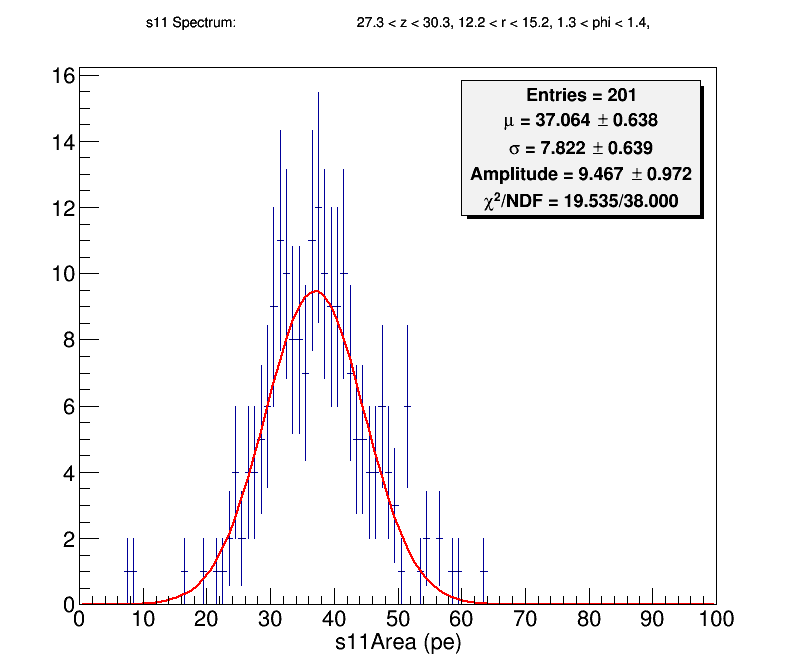 s11 Spectrum: 27.3 < z < 30.3, 12.2 < r < 15.2, 1.3 < phi < 1.4,
Entries = 201
μ = 37.064 ± 0.638
σ = 7.822 ± 0.639
Amplitude = 9.467 ± 0.972
χ²/NDF = 19.535/38.000
16
14
12
10
8
6
4
2
0
0 10 20 30 40 50 60 70 80 90 100
s11Area (pe)